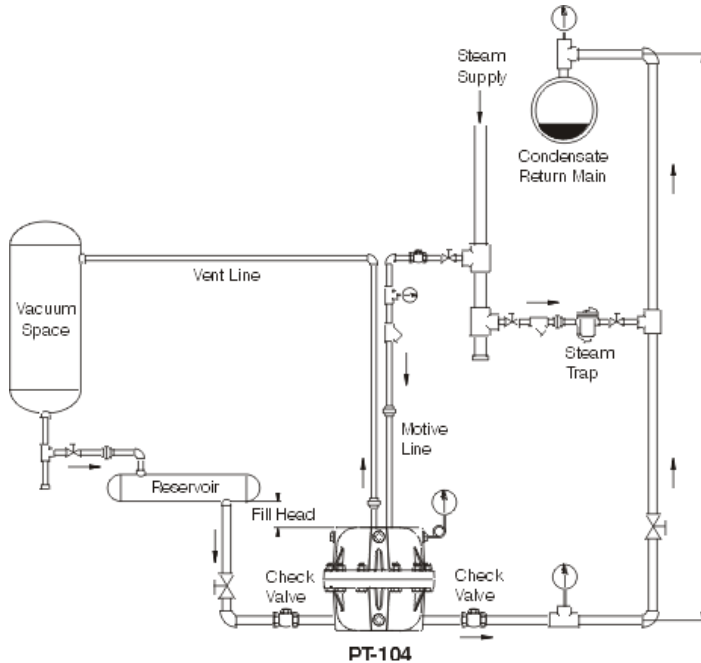 Steam
Supply
Condensate
Return Main
Vent Line
Vacuum
Space
Steam
Trap
Motive
Line
Reservoir
Fill Head
Check
Valve
Check
Valve
PT-104